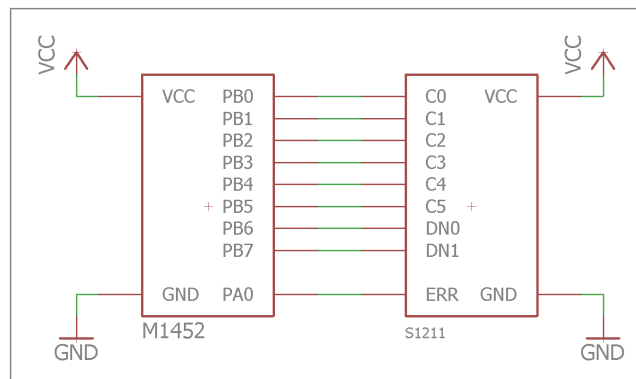 VCC
VCC
VCC PB0
PB1
PB2
PB3
PB4
PB5
PB6
PB7
GND PA0
M1452
GND
C0 VCC
C1
C2
C3
C4
C5
DN0
DN1
ERR GND
S1211
GND